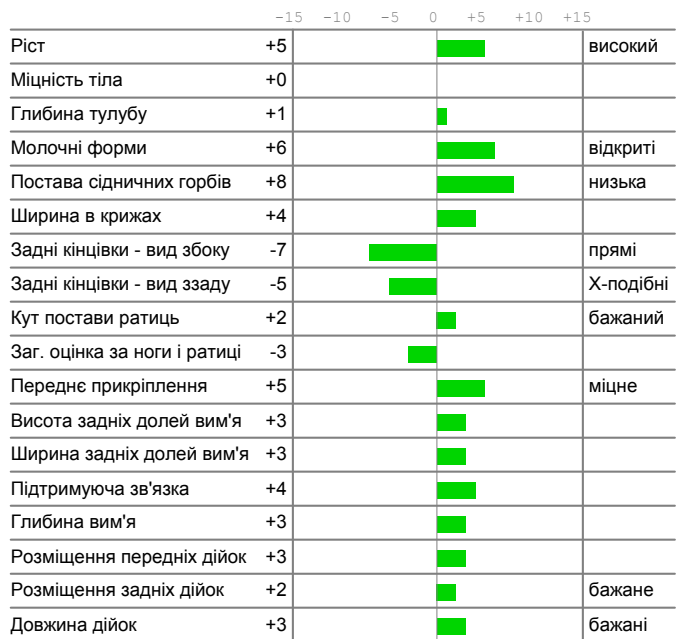 -15 -10 -5 0 +5 +10 +15
Ріст +5 високий
Міцність тіла +0
Глибина тулубу +1
Молочні форми +6 відкриті
Постава сідничних горбів +8 низька
Ширина в крижах +4
Задні кінцівки - вид збоку -7 прямі
Задні кінцівки - вид ззаду -5 Х-подібні
Кут постави ратиць +2 бажаний
Заг. оцінка за ноги і ратиці -3
Переднє прикріплення +5 міцне
Висота задніх долей вим'я +3
Ширина задніх долей вим'я +3
Підтримуюча зв'язка +4
Глибина вим'я +3
Розміщення передніх дійок +3
Розміщення задніх дійок +2 бажане
Довжина дійок +3 бажані